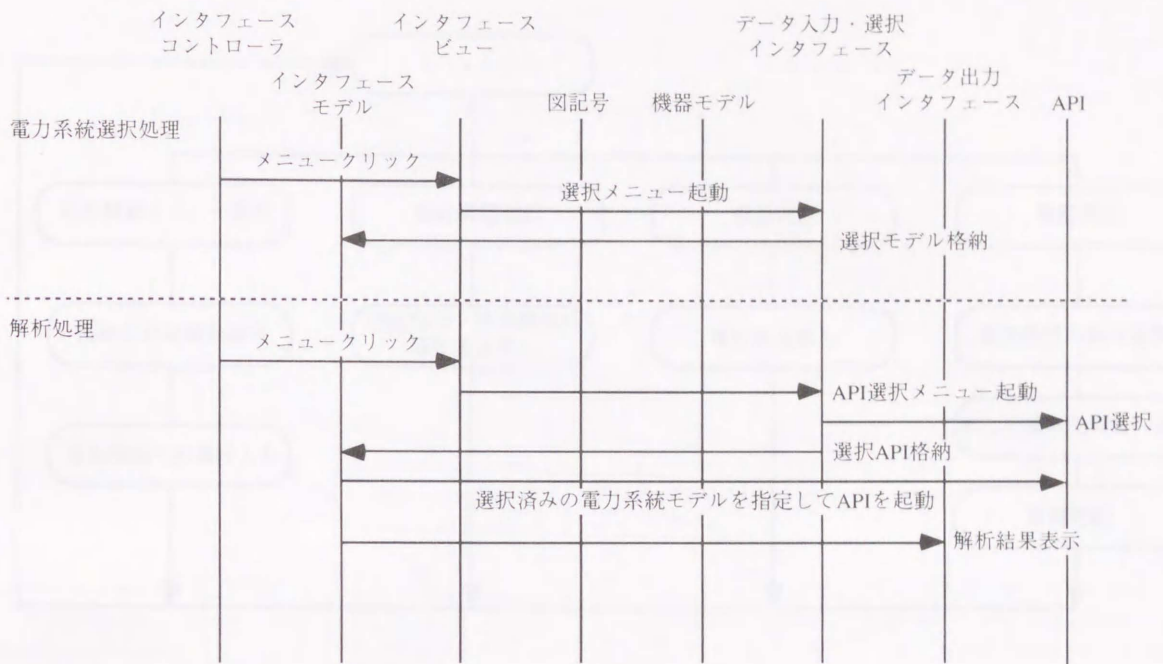 インタフェース
コントローラ
インタフェース
モデル
インタフェース
ビュー
図記号
機器モデル
データ入力・選択
インタフェース
データ出力
インタフェース
API
電力系統選択処理
メニュークリック
選択メニュー起動
選択モデル格納
解析処理
メニュークリック
API選択メニュー起動
API選択
選択API格納
選択済みの電力系統モデルを指定してAPIを起動
解析結果表示